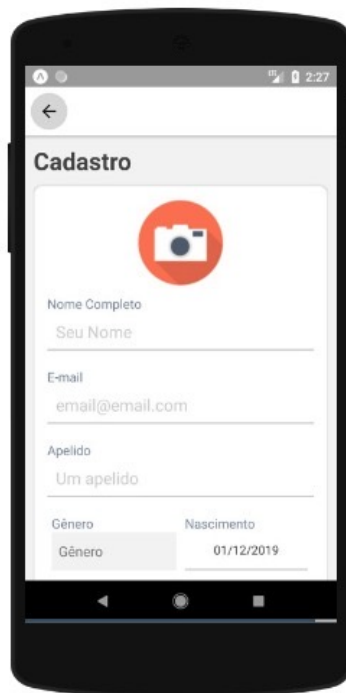 2:27
Cadastro
Nome Completo
Seu Nome
E-mail
email@email.com
Apelido
Um apelido
Gênero Nascimento
Gênero 01/12/2019